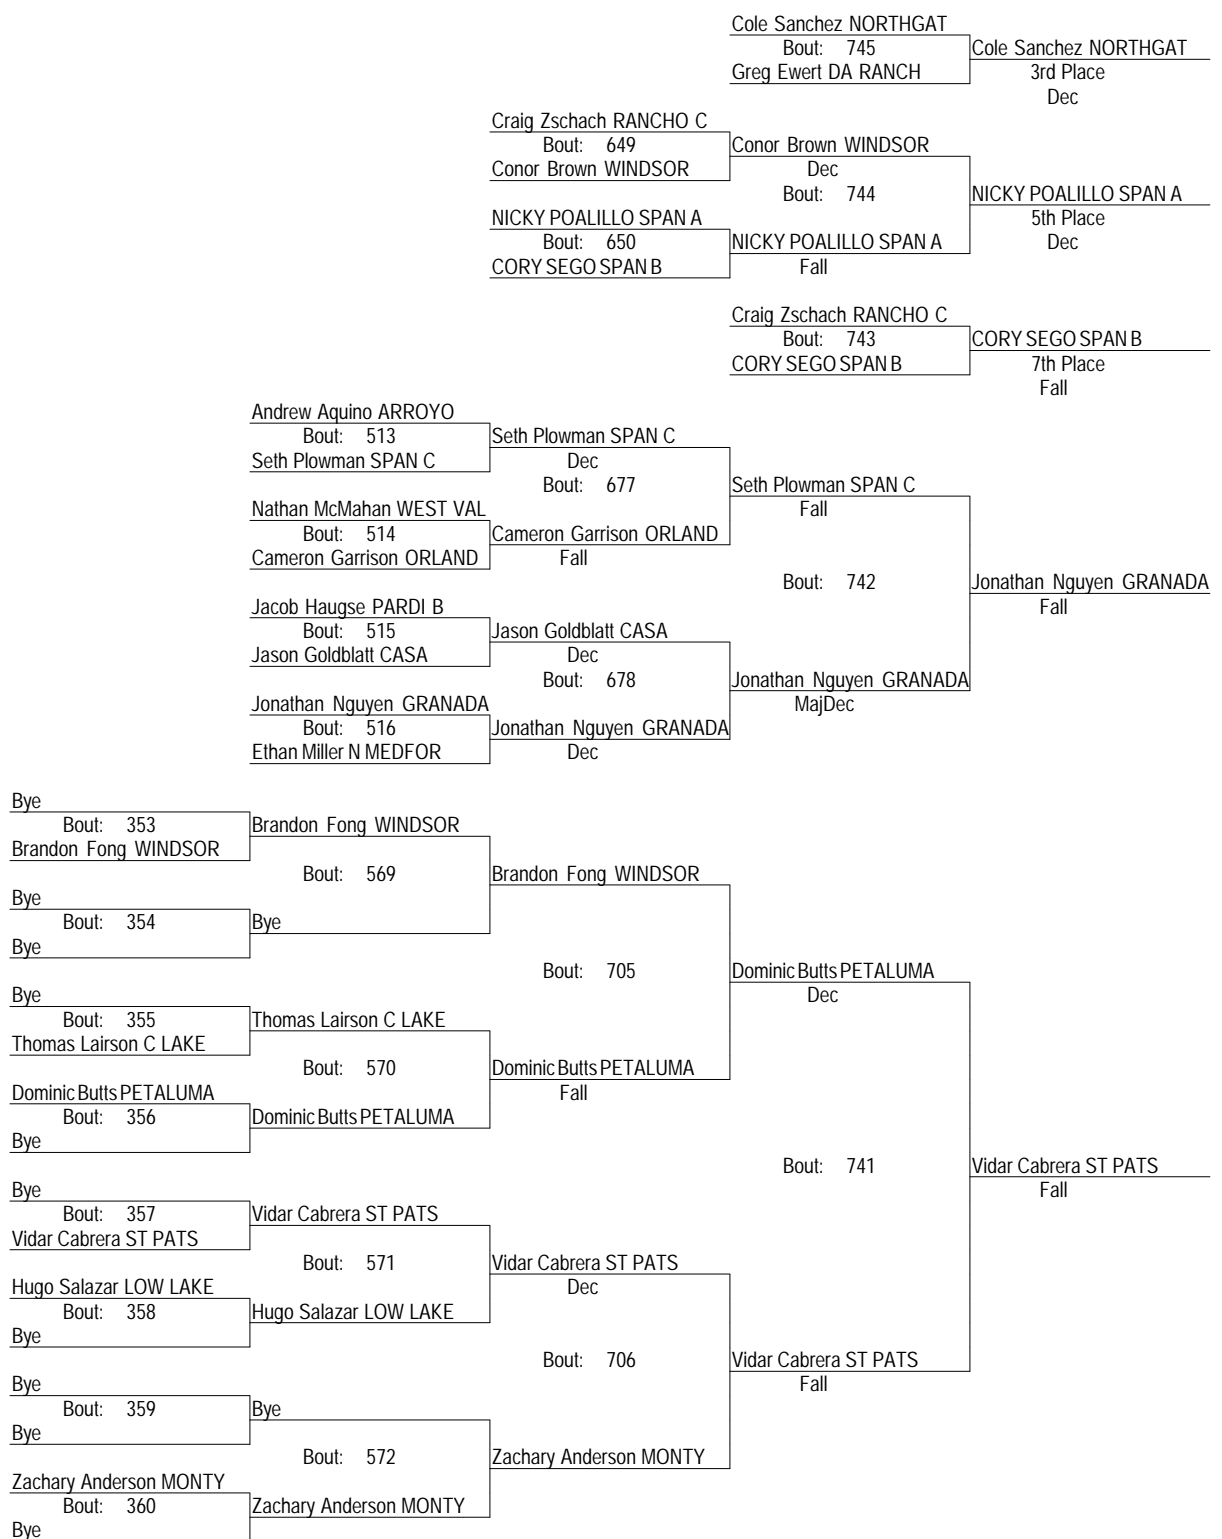 Cole Sanchez NORTHGAT
Bout: 745
Cole Sanchez NORTHGAT
Greg Ewert DA RANCH
3rd Place
Dec
Craig Zschach RANCHO C
Bout: 649
Conor Brown WINDSOR
Conor Brown WINDSOR
Dec
Bout: 744
NICKY POALILLO SPAN A
NICKY POALILLO SPAN A
5th Place
Bout: 650
NICKY POALILLO SPAN A
Dec
CORY SEGO SPAN B
Fall
Craig Zschach RANCHO C
Bout: 743
CORY SEGO SPAN B
CORY SEGO SPAN B
7th Place
Fall
Andrew Aquino ARROYO
Bout: 513
Seth Plowman SPAN C
Seth Plowman SPAN C
Dec
Bout: 677
Seth Plowman SPAN C
Nathan McMahan WEST VAL
Fall
Bout: 514
Cameron Garrison ORLAND
Cameron Garrison ORLAND
Fall
Bout: 742
Jonathan Nguyen GRANADA
Fall
Jacob Haugse PARDI B
Bout: 515
Jason Goldblatt CASA
Jason Goldblatt CASA
Dec
Bout: 678
Jonathan Nguyen GRANADA
Jonathan Nguyen GRANADA
MajDec
Bout: 516
Jonathan Nguyen GRANADA
Ethan Miller N MEDFOR
Dec
Bye
Bout: 353
Brandon Fong WINDSOR
Brandon Fong WINDSOR
Bout: 569
Brandon Fong WINDSOR
Bye
Bout: 354
Bye
Bye
Bout: 705
Dominic Butts PETALUMA
Dec
Bye
Bout: 355
Thomas Lairson C LAKE
Thomas Lairson C LAKE
Bout: 570
Dominic Butts PETALUMA
Dominic Butts PETALUMA
Fall
Bout: 356
Dominic Butts PETALUMA
Bye
Bout: 741
Vidar Cabrera ST PATS
Fall
Bye
Bout: 357
Vidar Cabrera ST PATS
Vidar Cabrera ST PATS
Bout: 571
Vidar Cabrera ST PATS
Hugo Salazar LOW LAKE
Dec
Bout: 358
Hugo Salazar LOW LAKE
Bye
Bout: 706
Vidar Cabrera ST PATS
Fall
Bye
Bout: 359
Bye
Bye
Bout: 572
Zachary Anderson MONTY
Zachary Anderson MONTY
Bout: 360
Zachary Anderson MONTY
Bye